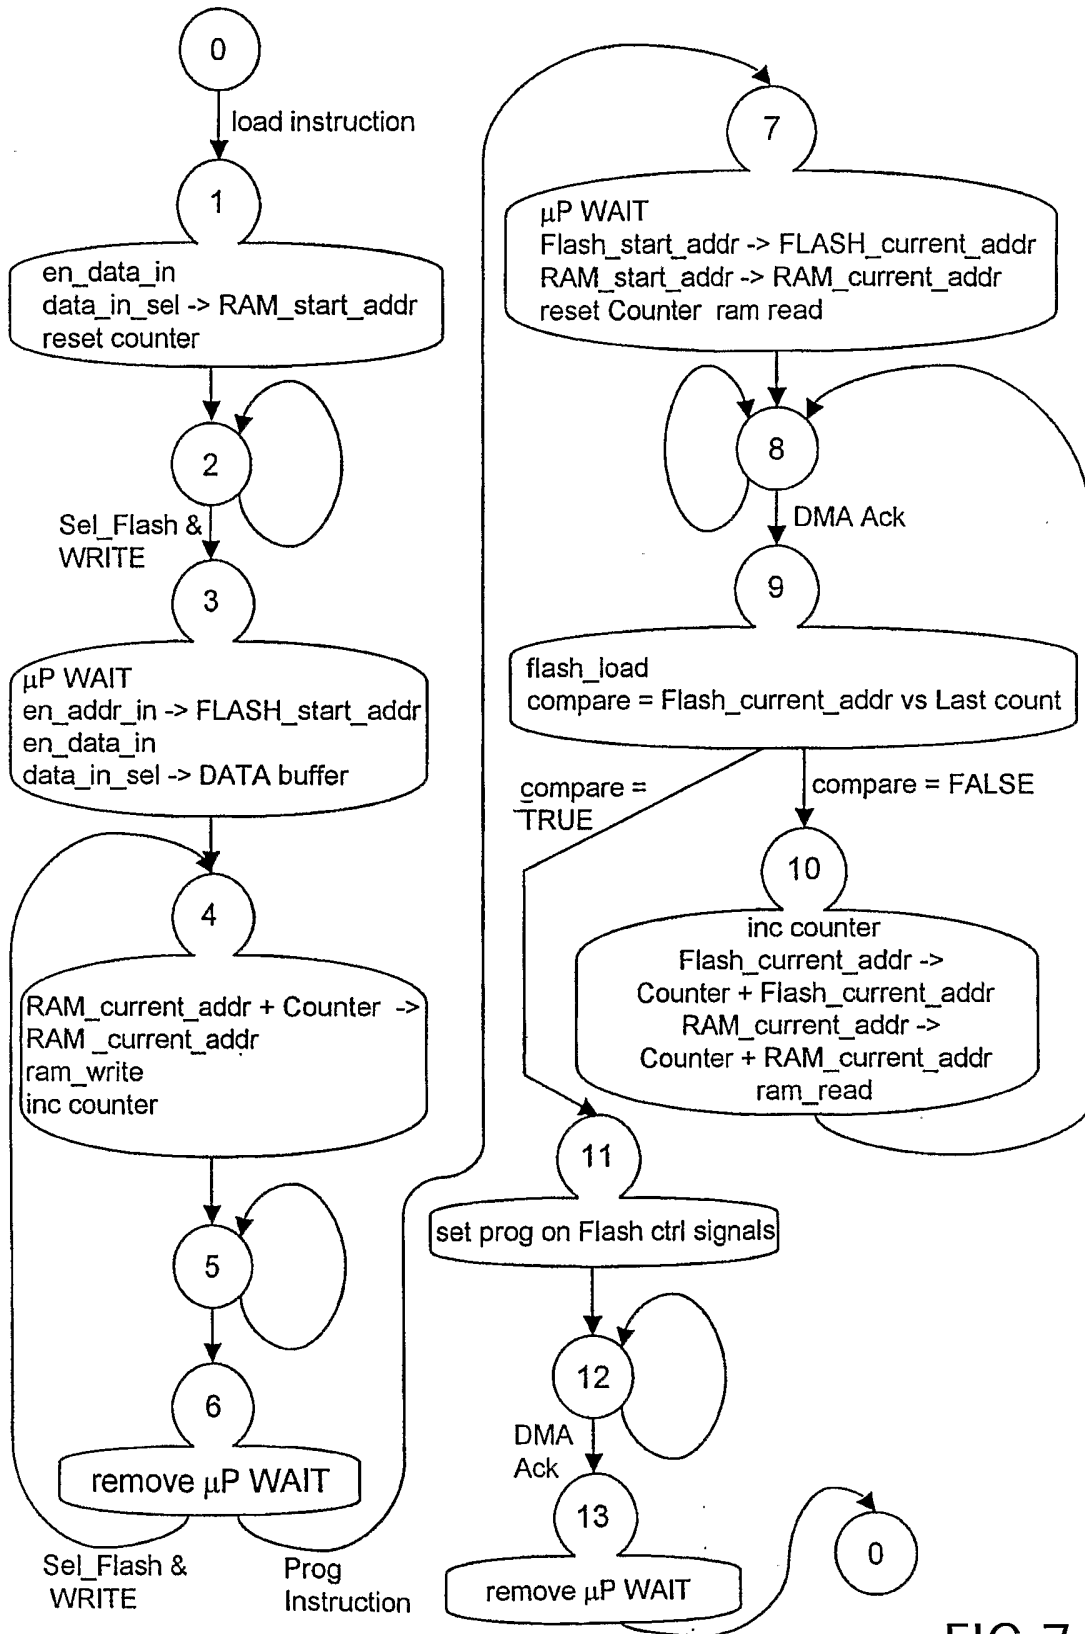 0
load instruction
1
en_data_in
data_in_sel -> RAM_start_addr
reset counter
2
Sel_Flash &
WRITE
3
µP WAIT
en_addr_in -> FLASH_start_addr
en_data_in
data_in_sel -> DATA buffer
4
RAM_current_addr + Counter ->
RAM _current_addr
ram_write
inc counter
5
6
remove µP WAIT
Sel_Flash &
WRITE
Prog
Instruction
7
µP WAIT
Flash_start_addr -> FLASH_current_addr
RAM_start_addr -> RAM_current_addr
reset Counter ram read
8
DMA Ack
9
flash_load
compare = Flash_current_addr vs Last count
compare =
TRUE
compare = FALSE
10
inc counter
Flash_current_addr ->
Counter + Flash_current_addr
RAM_current_addr ->
Counter + RAM_current_addr
ram_read
11
set prog on Flash ctrl signals
12
DMA
Ack
13
remove µP WAIT
0
FIG 7